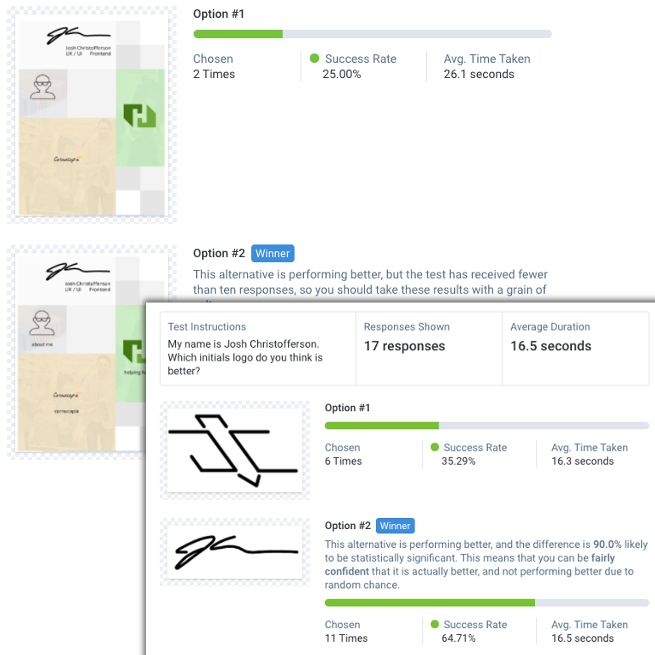 Option #1
Josh Christofferson
UX / UI Frontend
Cornucopia
Chosen
2 Times
Success Rate
25.00%
Avg. Time Taken
26.1 seconds
Option #2 Winner
This alternative is performing better, but the test has received fewer
than ten responses, so you should take these results with a grain of
Josh Christofferson
UX / UI Frontend
about me
helping
Cornucopia
cornucopia
Test Instructions
My name is Josh Christofferson.
Which initials logo do you think is
better?
Responses Shown
17 responses
Average Duration
16.5 seconds
Option #1
Chosen
6 Times
Success Rate
35.29%
Avg. Time Taken
16.3 seconds
Option #2 Winner
This alternative is performing better, and the difference is 90.0% likely
to be statistically significant. This means that you can be fairly
confident that it is actually better, and not performing better due to
random chance.
Chosen
11 Times
Success Rate
64.71%
Avg. Time Taken
16.5 seconds